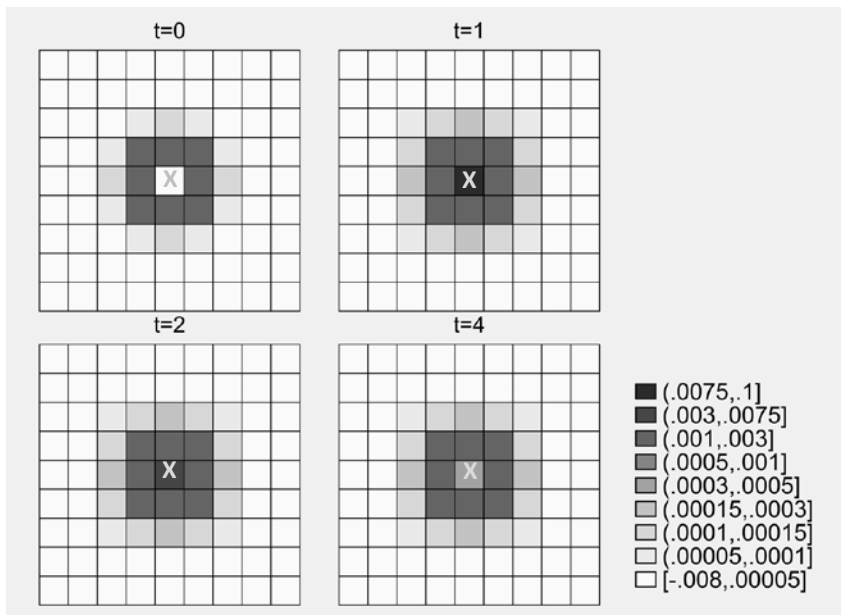 t=0
t=1
X
X
t=2
t=4
X
X
(.0075,.1]
(.003,.0075]
(.001,.003]
(.0005,.001]
(.0003,.0005]
(.00015,.0003]
(.0001,.00015]
(.00005,.0001]
[-.008,.00005]